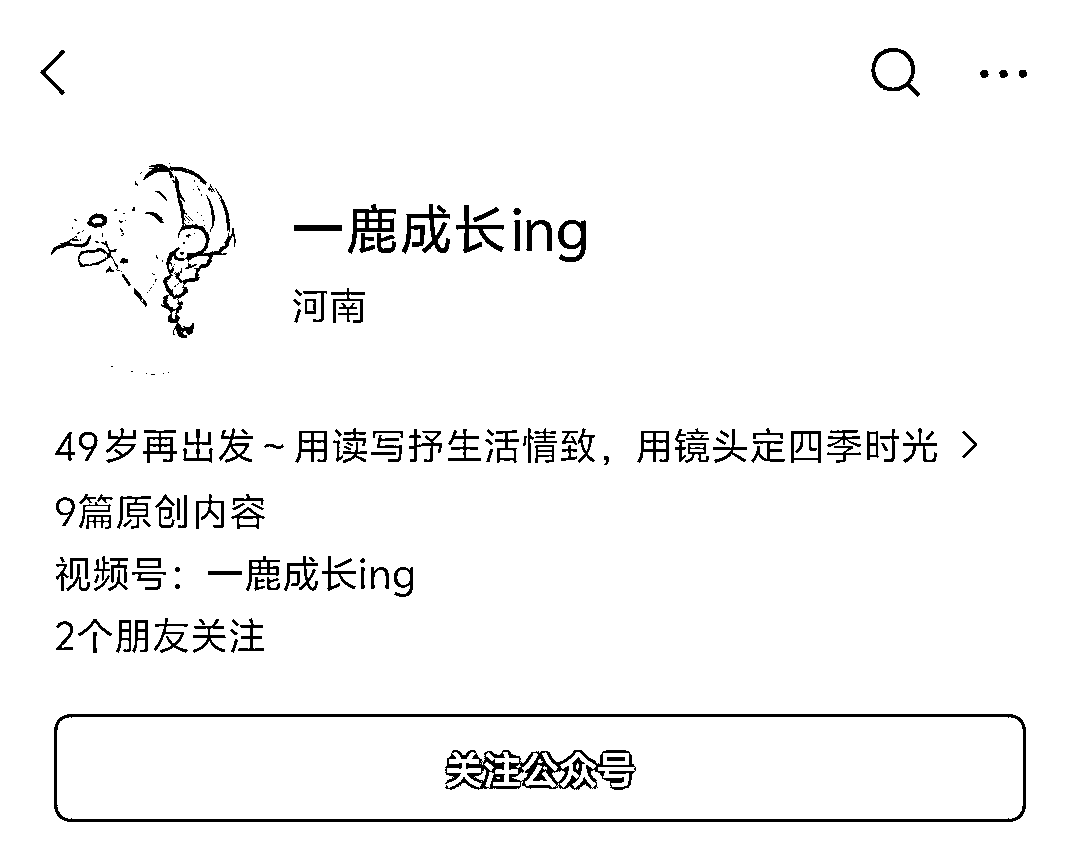 一鹿成长ing
河南
49岁再出发~用读写抒生活情致，用镜头定四季时光
9篇原创内容
视频号：一鹿成长ing
2个朋友关注
关注公众号